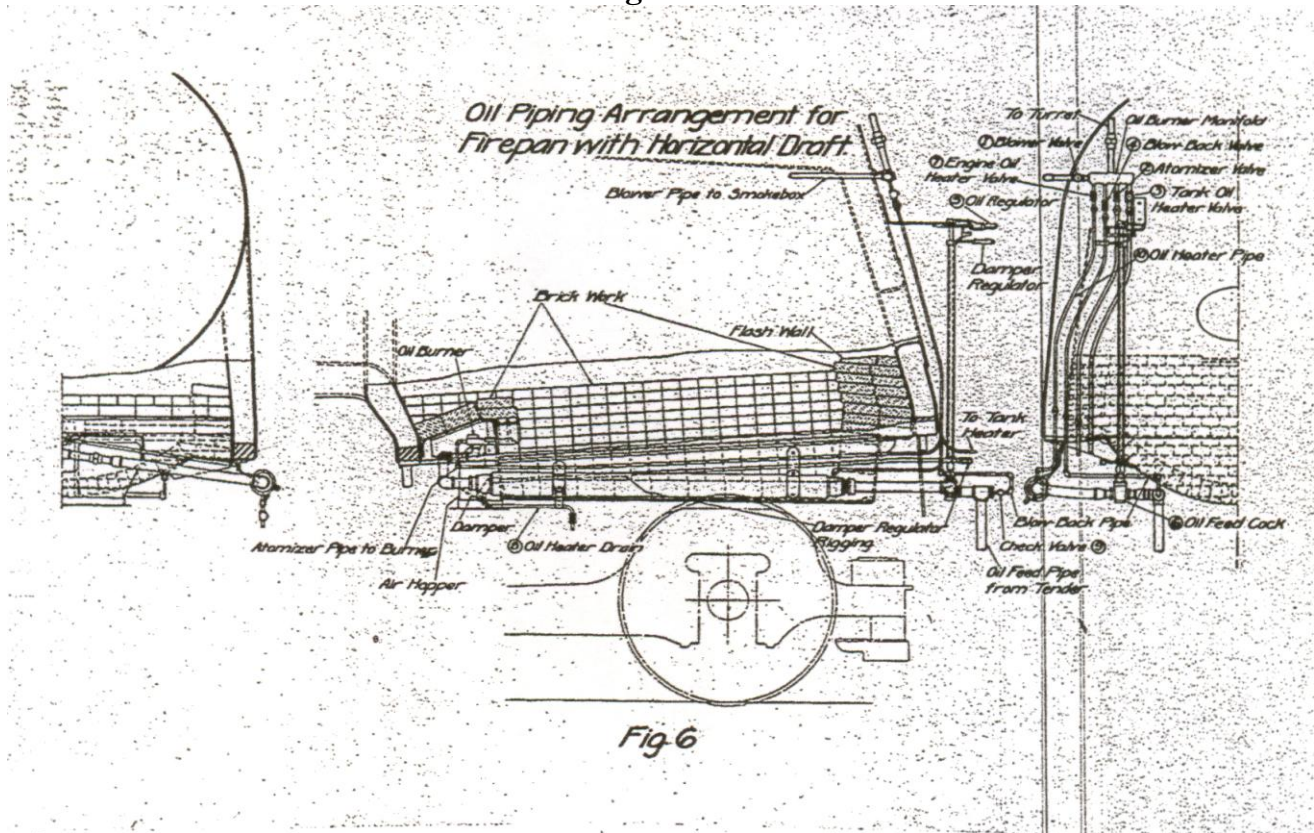 Oil Piping Arrangement for
Firepan with Horizontal Draft
Blower Pipe to Smokebox
To Turret
Oil Burner Manifold
① Blower Valve
④ Blow Back Valve
Engine Oil
Heater Valve
② Atomizer Valve
③ Tank Oil
Heater Valve
Oil Regulator
Damper
Regulator
Oil Heater Pipe
Brick Work
Flash Wall
Oil Burner
To Tank
Heater
Damper
Atomizer Pipe to Burner
⑧ Oil Heater Drain
Air Hopper
Damper Regulator
Rigging
Blow Back Pipe
Oil Feed Cock
Check Valve ⑨
Oil Feed Pipe
from Tender
Fig 6